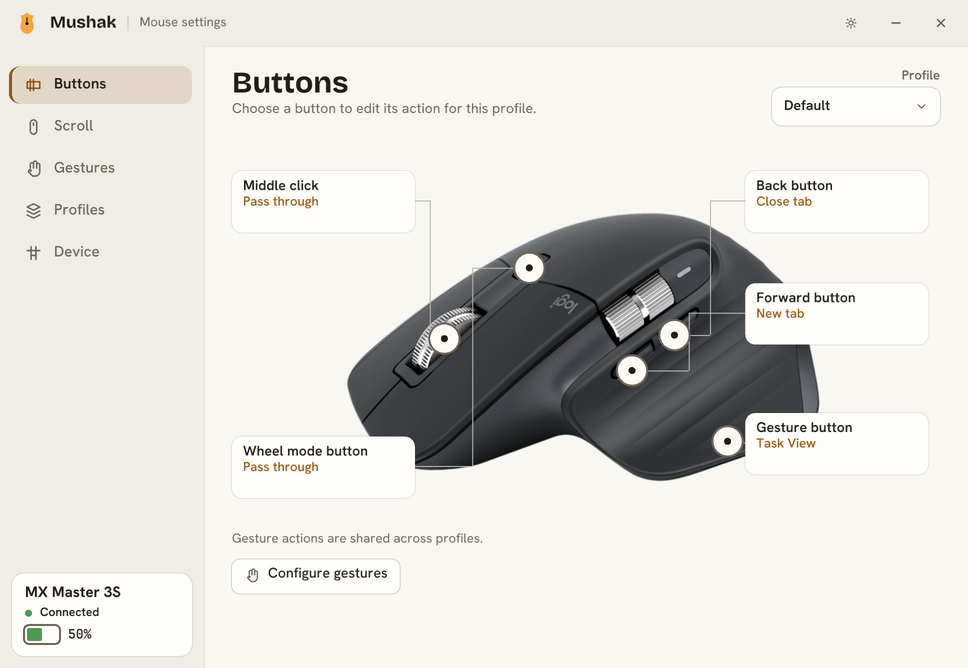 Mushak
Mouse settings
Buttons
Scroll
Gestures
Profiles
Device
MX Master 3S
Connected
50%
Buttons
Choose a button to edit its action for this profile.
Profile
Default
Middle click
Pass through
Back button
Close tab
Forward button
New tab
logi
Wheel mode button
Pass through
Gesture button
Task View
Gesture actions are shared across profiles.
Configure gestures